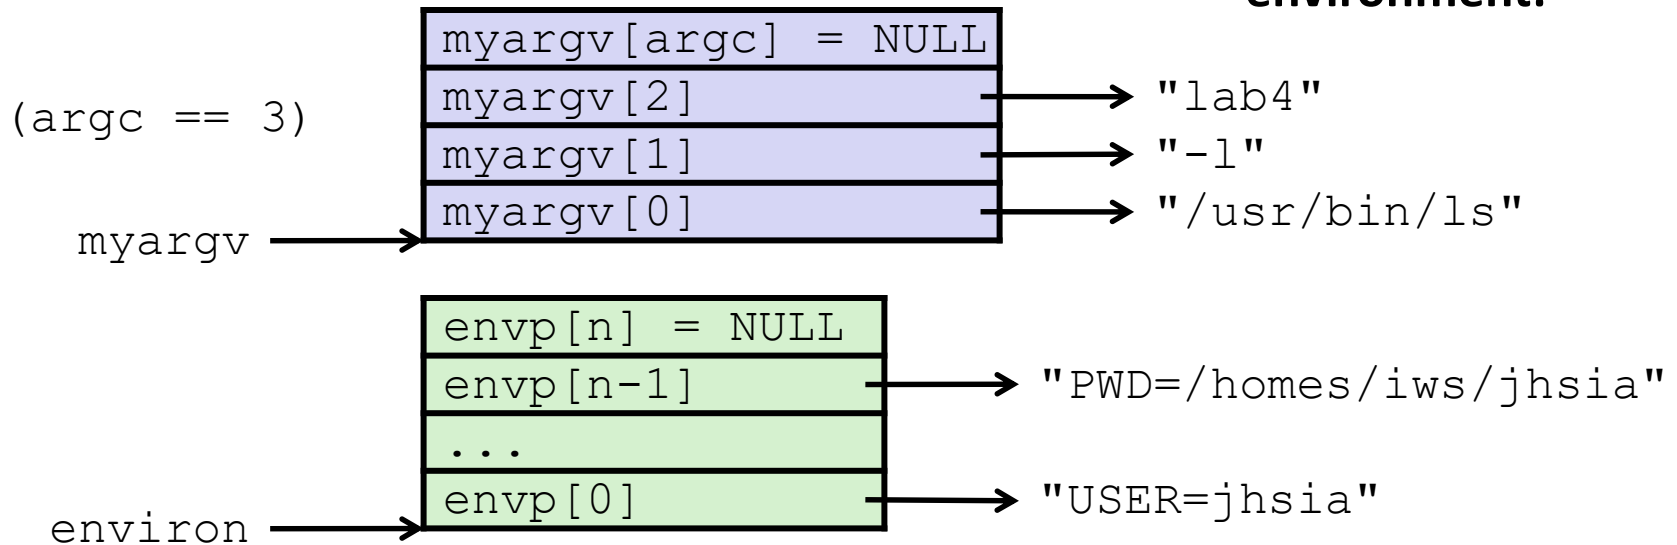 environment:
myargv[argc] = NULL
myargv[2]
"lab4"
(argc == 3)
myargv[1]
"-l"
myargv[0]
"/usr/bin/ls"
myargv
envp[n] = NULL
envp[n-1]
"PWD=/homes/iws/jhsia"
...
envp[0]
"USER=jhsia"
environ